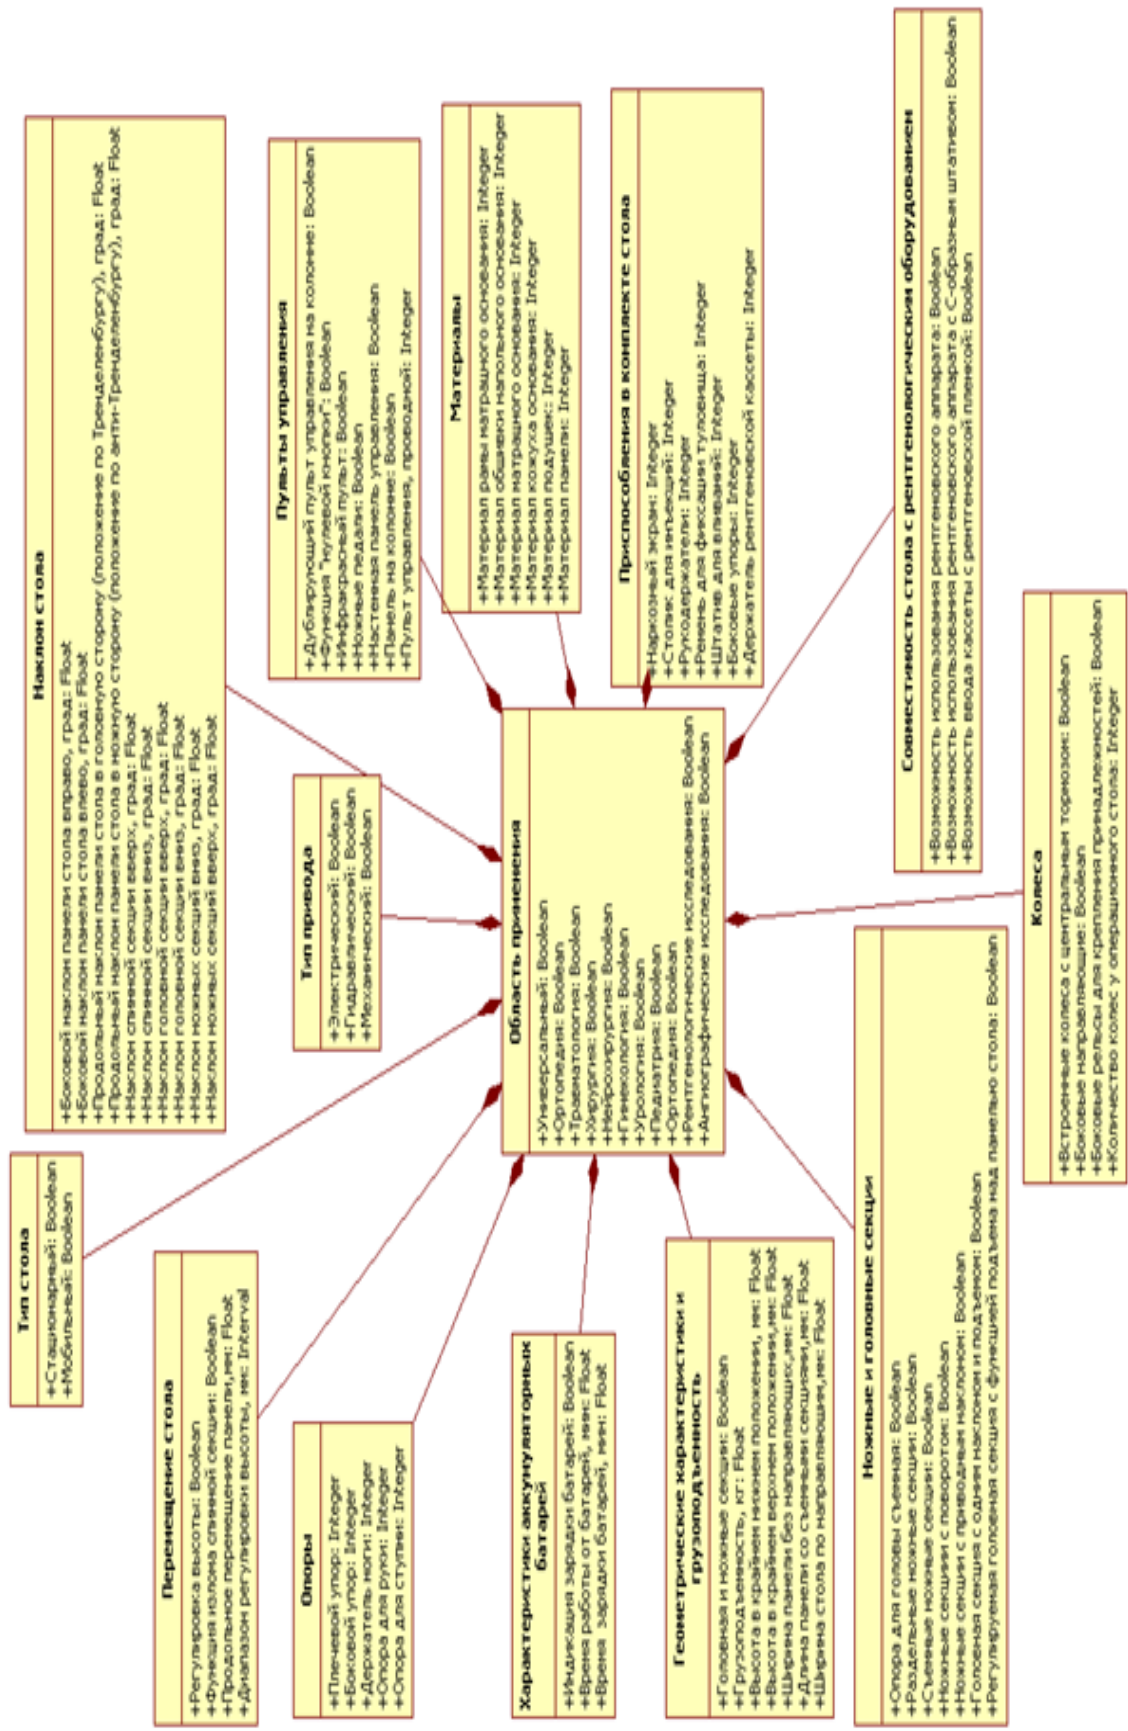 Тип стола
+Стационарный: Boolean
+Мобильный: Boolean
Наклон стола
+Боковой наклон панели стола вправо, град: Float
+Боковой наклон панели стола влево, град: Float
+Продольный наклон панели стола в головную сторону (положение по Тренделенбургу), град: Float
+Продольный наклон панели стола в ножную сторону (положение по анти-Тренделенбургу), град: Float
+Наклон спинной секции вверх, град: Float
+Наклон спинной секции вниз, град: Float
+Наклон головной секции вверх, град: Float
+Наклон головной секции вниз, град: Float
+Наклон ножных секций вниз, град: Float
+Наклон ножных секций вверх, град: Float
Перемещение стола
+Регулировка высоты: Boolean
+Функция излома спинной секции: Boolean
+Продольное перемещение панели,мм: Float
+Диапазон регулировки высоты, мм: Interval
Тип привода
+Электрический: Boolean
+Гидравлический: Boolean
+Механический: Boolean
Пульты управления
+Дублирующий пульт управления на колонне: Boolean
+Функция "нулевой кнопки": Boolean
+Инфракрасный пульт: Boolean
+Ножные педали: Boolean
+Настенная панель управления: Boolean
+Панель на колонне: Boolean
+Пульт управления, проводной: Integer
Опоры
+Плечевой упор: Integer
+Боковой упор: Integer
+Держатель ноги: Integer
+Опора для руки: Integer
+Опора для ступни: Integer
Материалы
+Материал рамы матрацного основания: Integer
+Материал обшивки напольного основания: Integer
+Материал матрацного основания: Integer
+Материал кожуха основания: Integer
+Материал подушек: Integer
+Материал панели: Integer
Характеристики аккумуляторных
батарей
+Индикация зарядки батарей: Boolean
+Время работы от батарей, мин: Float
+Время зарядки батарей, мин: Float
Область применения
+Универсальный: Boolean
+Ортопедия: Boolean
+Травматология: Boolean
+Хирургия: Boolean
+Нейрохирургия: Boolean
+Гинекология: Boolean
+Урология: Boolean
+Педиатрия: Boolean
+Ортопедия: Boolean
+Рентгенологические исследования: Boolean
+Ангиографические исследования: Boolean
Приспособления в комплекте стола
+Наркозный экран: Integer
+Столик для инъекций: Integer
+Рукодержатели: Integer
+Ремень для фиксации туловища: Integer
+Штатив для вливаний: Integer
+Боковые упоры: Integer
+Держатель рентгеновской кассеты: Integer
Геометрические характеристики и
грузоподъемность
+Головная и ножные секции: Boolean
+Грузоподъемность, кг: Float
+Высота в крайнем нижнем положении, мм: Float
+Высота в крайнем верхнем положении,мм: Float
+Ширина панели без направляющих,мм: Float
+Длина панели со съемными секциями,мм: Float
+Ширина стола по направляющим,мм: Float
Ножные и головные секции
+Опора для головы съемная: Boolean
+Раздельные ножные секции: Boolean
+Съемные ножные секции: Boolean
+Ножные секции с поворотом: Boolean
+Ножные секции с приводным наклоном: Boolean
+Головная секция с одним наклоном и подъемом: Boolean
+Регулируемая головная секция с функцией подъема над панелью стола: Boolean
Совместимость стола с рентгенологическим оборудованием
+Возможность использования рентгеновского аппарата: Boolean
+Возможность использования рентгеновского аппарата с С-образным штативом: Boolean
+Возможность ввода кассеты с рентгеновской пленкой: Boolean
Колеса
+Встроенные колеса с центральным тормозом: Boolean
+Боковые направляющие: Boolean
+Боковые рельсы для крепления принадлежностей: Boolean
+Количество колес у операционного стола: Integer